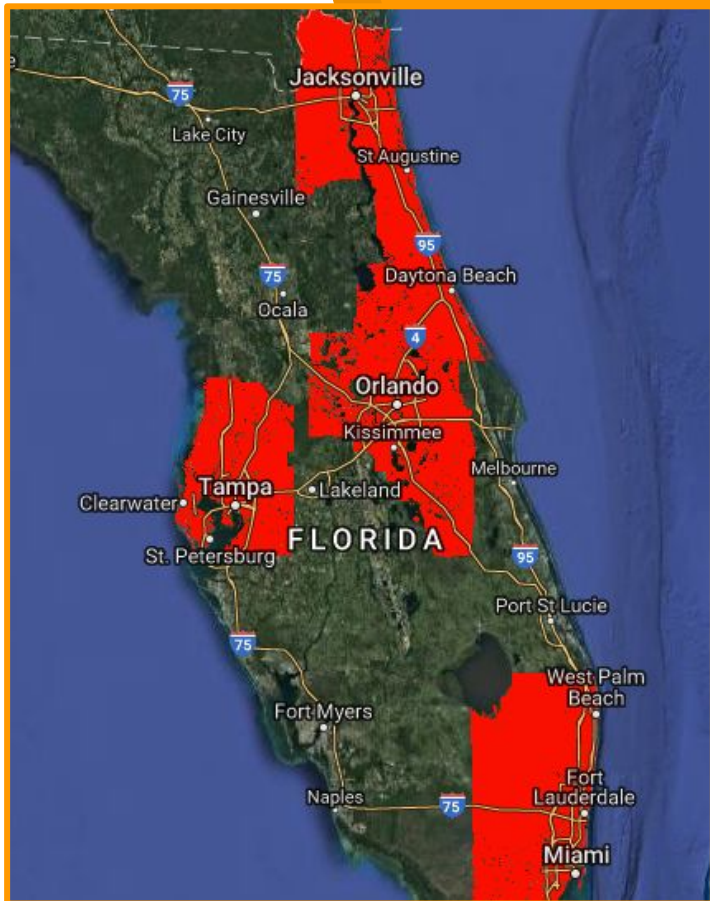 Jacksonville
75
Lake City
St Augustine
Gainesville
95
75
Daytona Beach
Ocala
4
Orlando
Kissimmee
Melbourne
Tampa
Lakeland
Clearwater
FLORIDA
St. Petersburg
95
Port St Lucie
75
West Palm
Beach
Fort Myers
Fort
Lauderdale
Naples
75
Miami